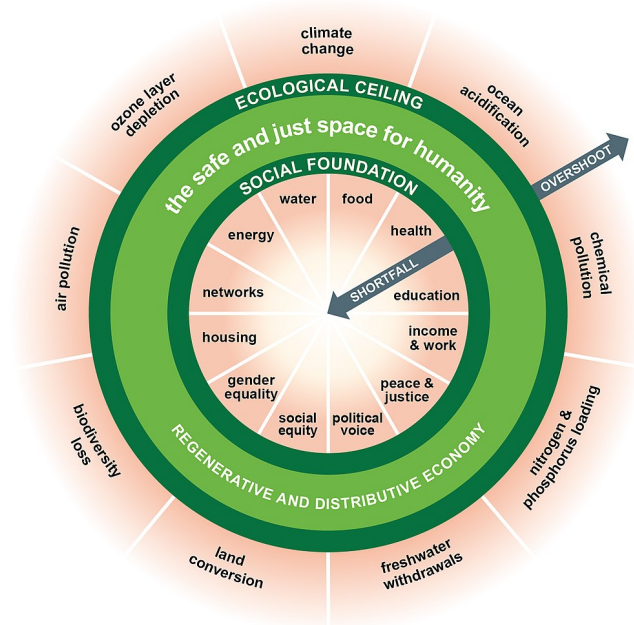 climate
change
ozone layer
depletion
ocean
acidification
ECOLOGICAL CEILING
the safe and just space for humanity
SOCIAL FOUNDATION
OVERSHOOT
water
food
energy
health
SHORTFALL
air pollution
chemical
pollution
networks
education
housing
income
& work
gender
equality
peace &
justice
social
equity
political
voice
biodiversity
loss
nitrogen &
phosphorus loading
REGENERATIVE AND DISTRIBUTIVE ECONOMY
land
conversion
freshwater
withdrawals